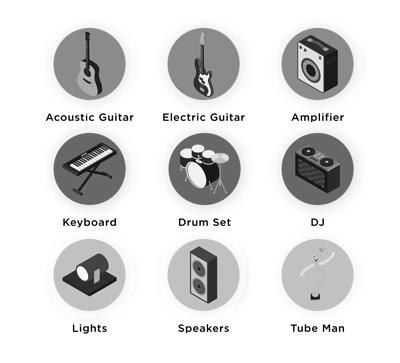 Acoustic Guitar Electric Guitar Amplifier
Keyboard Drum Set DJ
Lights Speakers Tube Man